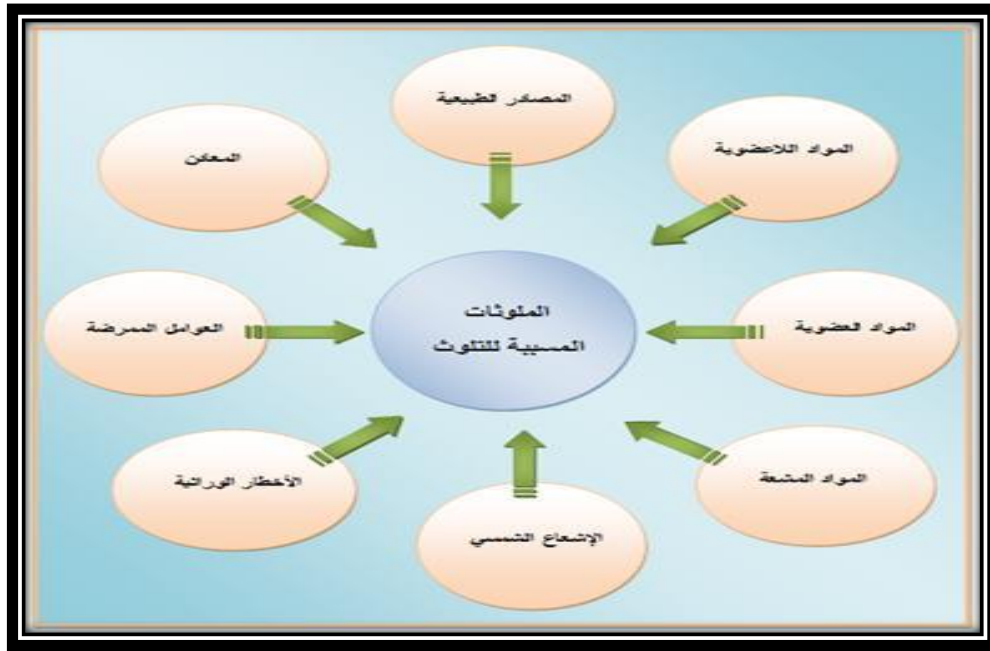 المصادر الطبيعية
المواد اللاعضوية
المعادن
الملوثات
المسببة للتلوث
المواد العضوية
العوامل الممرضة
المواد المشعة
الأخطار الوراثية
الإشعاع الشمسي